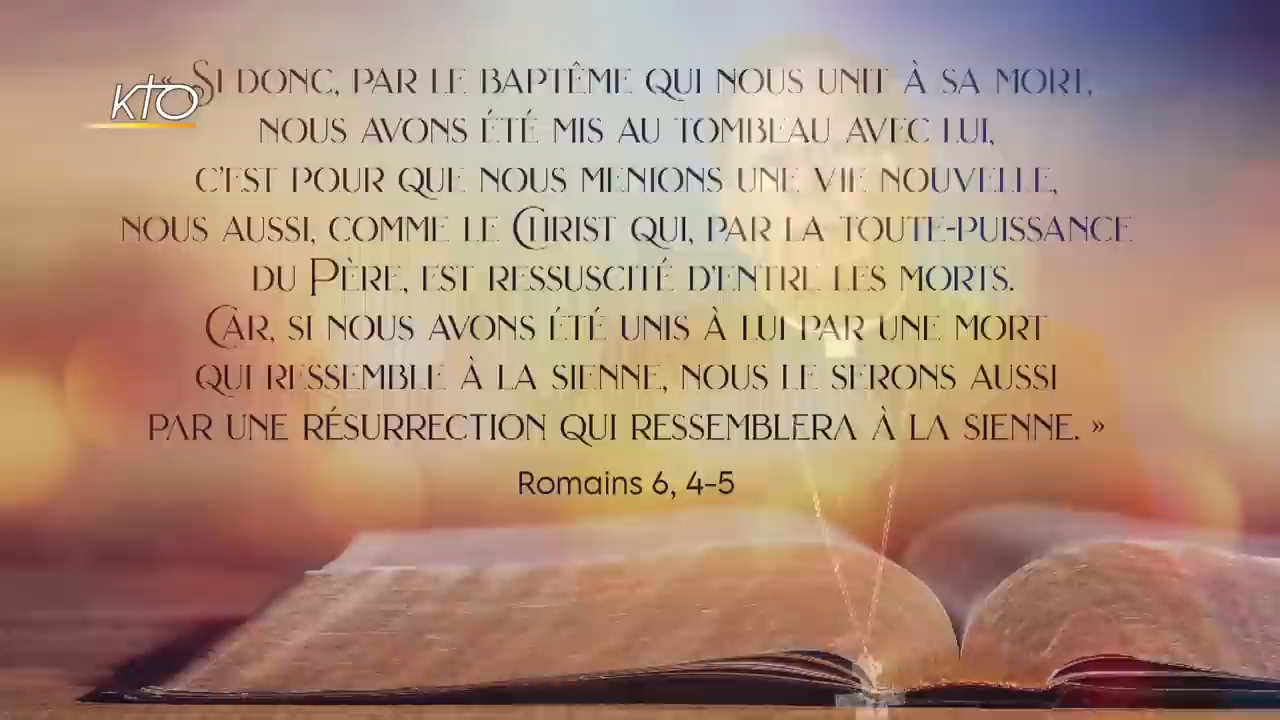 KTO
« Si donc, par le baptême qui nous unit à sa mort,
nous avons été mis au tombeau avec lui,
c'est pour que nous menions une vie nouvelle,
nous aussi, comme le Christ qui, par la toute-puissance
du Père, est ressuscité d'entre les morts.
Car, si nous avons été unis à lui par une mort
qui ressemble à la sienne, nous le serons aussi
par une résurrection qui ressemblera à la sienne. »
Romains 6, 4-5